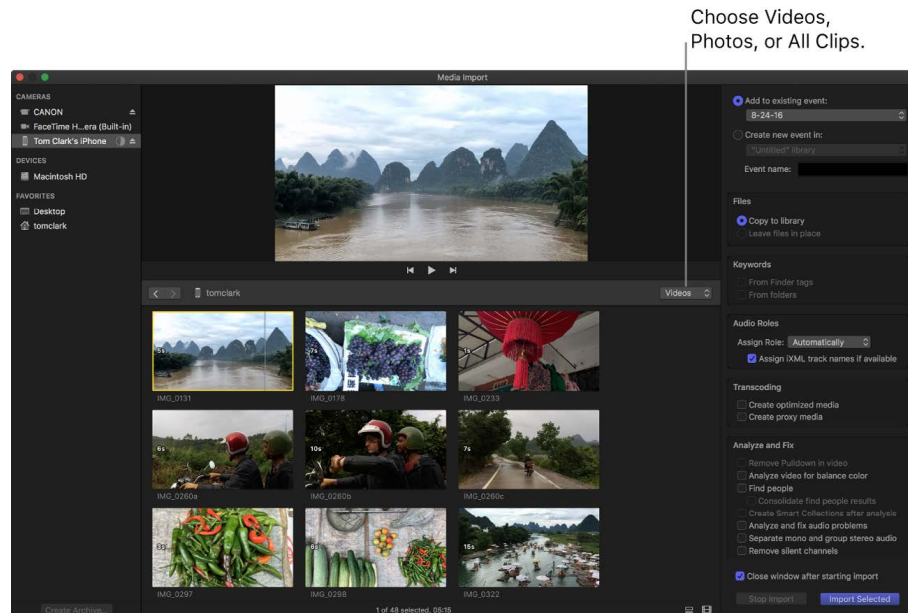 Choose Videos,
Photos, or All Clips.
Media Import
CAMERAS
CANON
FaceTime H...era (Built-in)
Tom Clark's iPhone
DEVICES
Macintosh HD
FAVORITES
Desktop
tomclark
Create Archive...
tomclark
Videos
5s
7s
1s
IMG_0131
IMG_0178
IMG_0233
6s
10s
7s
IMG_0260a
IMG_0260b
IMG_0260c
3s
6s
15s
IMG_0297
IMG_0298
IMG_0322
1 of 48 selected, 05:15
Add to existing event:
8-24-16
Create new event in:
"Untitled" library
Event name:
Files
Copy to library
Leave files in place
Keywords
From Finder tags
From folders
Audio Roles
Assign Role: Automatically
Assign iXML track names if available
Transcoding
Create optimized media
Create proxy media
Analyze and Fix
Remove Pulldown in video
Analyze video for balance color
Find people
Consolidate find people results
Create Smart Collections after analysis
Analyze and fix audio problems
Separate mono and group stereo audio
Remove silent channels
Close window after starting import
Stop Import
Import Selected